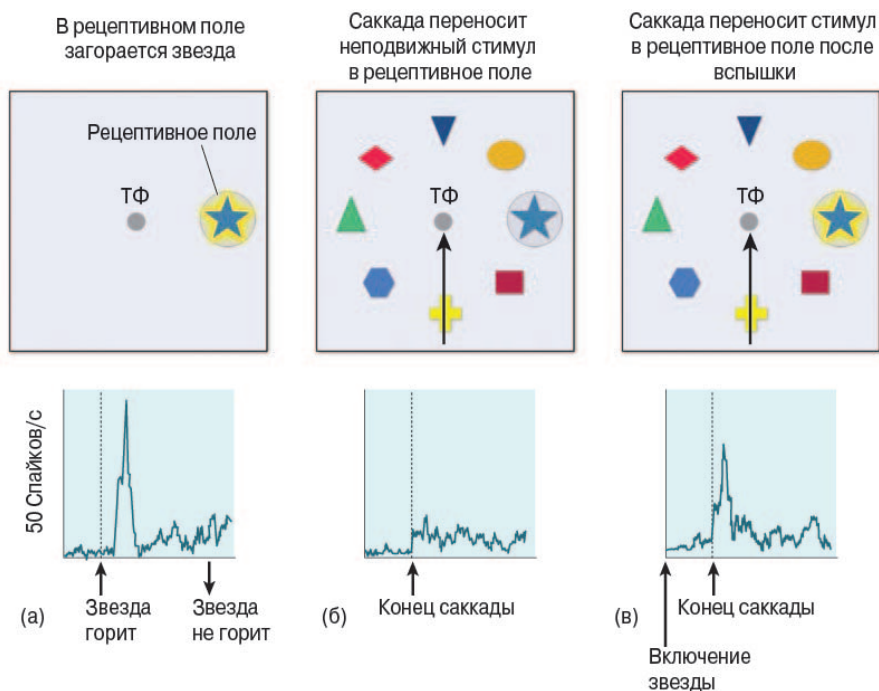 В рецептивном поле
загорается звезда
Саккада переносит
неподвижный стимул
в рецептивное поле
Саккада переносит стимул
в рецептивное поле после
вспышки
Рецептивное поле
ТФ
ТФ
ТФ
50 Спайков/с
(а)
Звезда
горит
Звезда
не горит
(б)
Конец саккады
(в)
Конец саккады
Включение
звезды